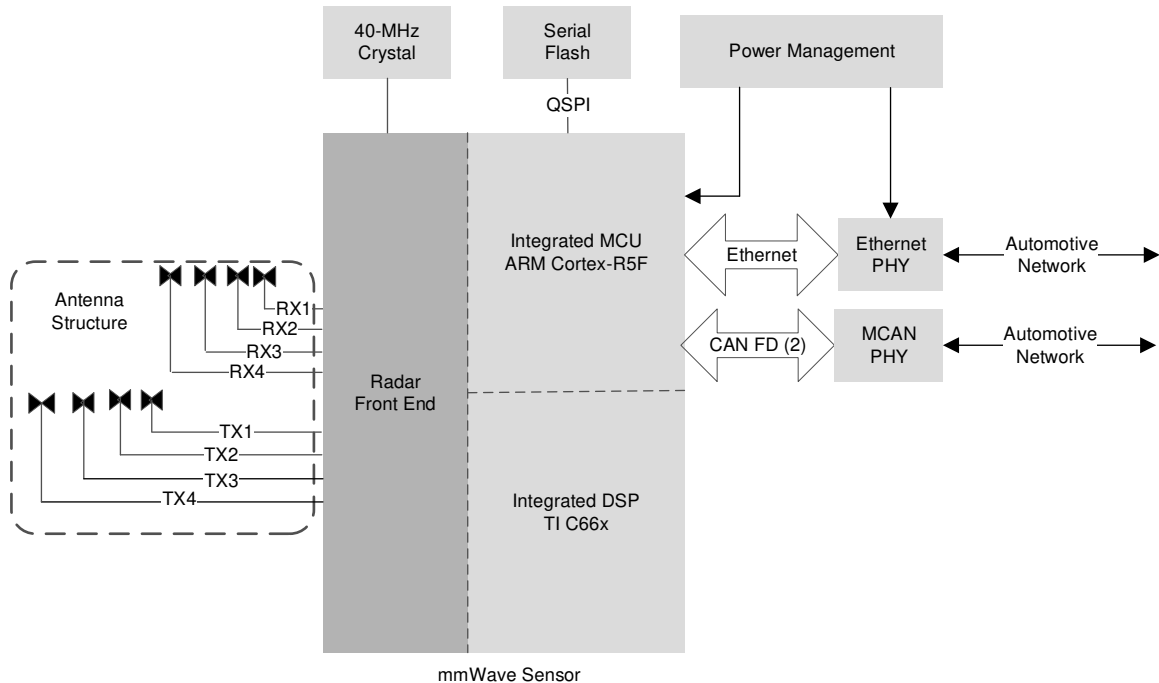 40-MHz
Crystal
Serial
Flash
Power Management
QSPI
Integrated MCU
ARM Cortex-R5F
Ethernet
Ethernet
PHY
Automotive
Network
Antenna
Structure
RX1
RX2
RX3
RX4
CAN FD (2)
MCAN
PHY
Automotive
Network
Radar
Front End
TX1
TX2
TX3
TX4
Integrated DSP
TI C66x
mmWave Sensor